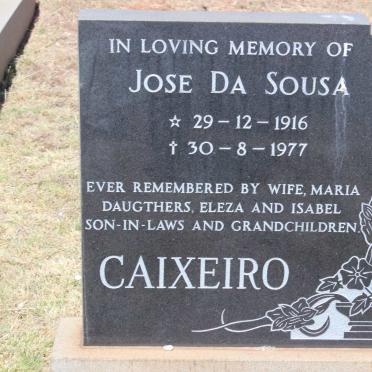 IN LOVING MEMORY OF
JOSE DA SOUSA
☆ 29 – 12 – 1916
† 30 – 8 – 1977
EVER REMEMBERED BY WIFE, MARIA
DAUGTHERS, ELEZA AND ISABEL
SON-IN-LAWS AND GRANDCHILDREN.
CAIXEIRO